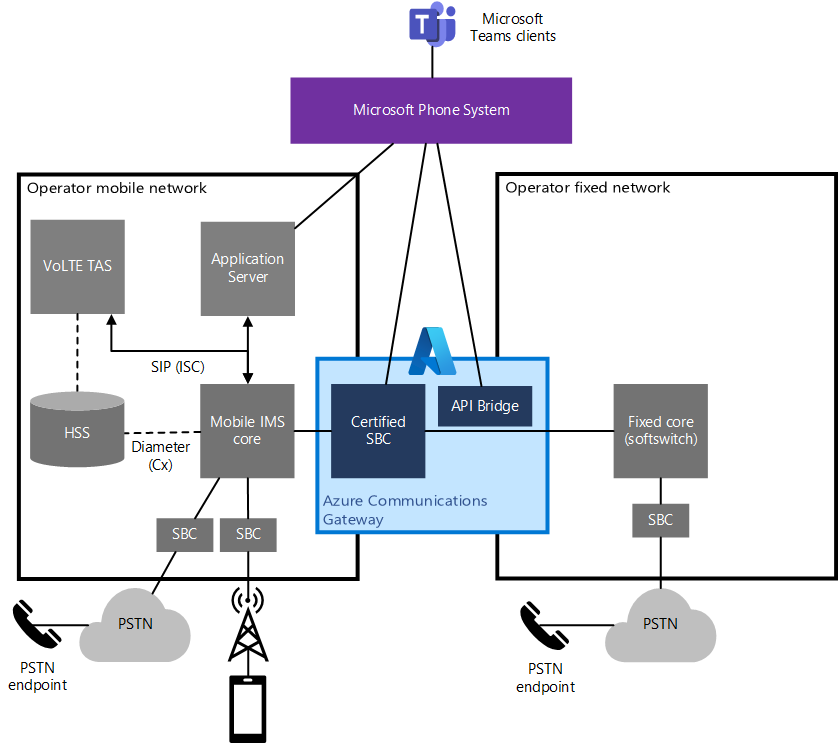 Microsoft
Teams clients
Microsoft Phone System
Operator mobile network
Operator fixed network
VoLTE TAS
Application
Server
SIP (ISC)
HSS
Diameter
(Cx)
Mobile IMS
core
Certified
SBC
API Bridge
Fixed core
(softswitch)
Azure Communications
Gateway
SBC
SBC
SBC
PSTN
PSTN
PSTN
endpoint
PSTN
endpoint
T